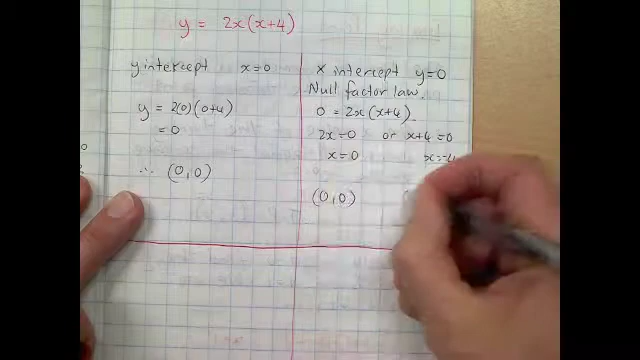 y = 2x(x+4)
y intercept x=0
y = 2(0)(0+4)
= 0
∴ (0,0)
x intercept y=0
Null factor law.
0 = 2x(x+4)
2x=0 or x+4=0
x=0 x=-4
(0,0) (